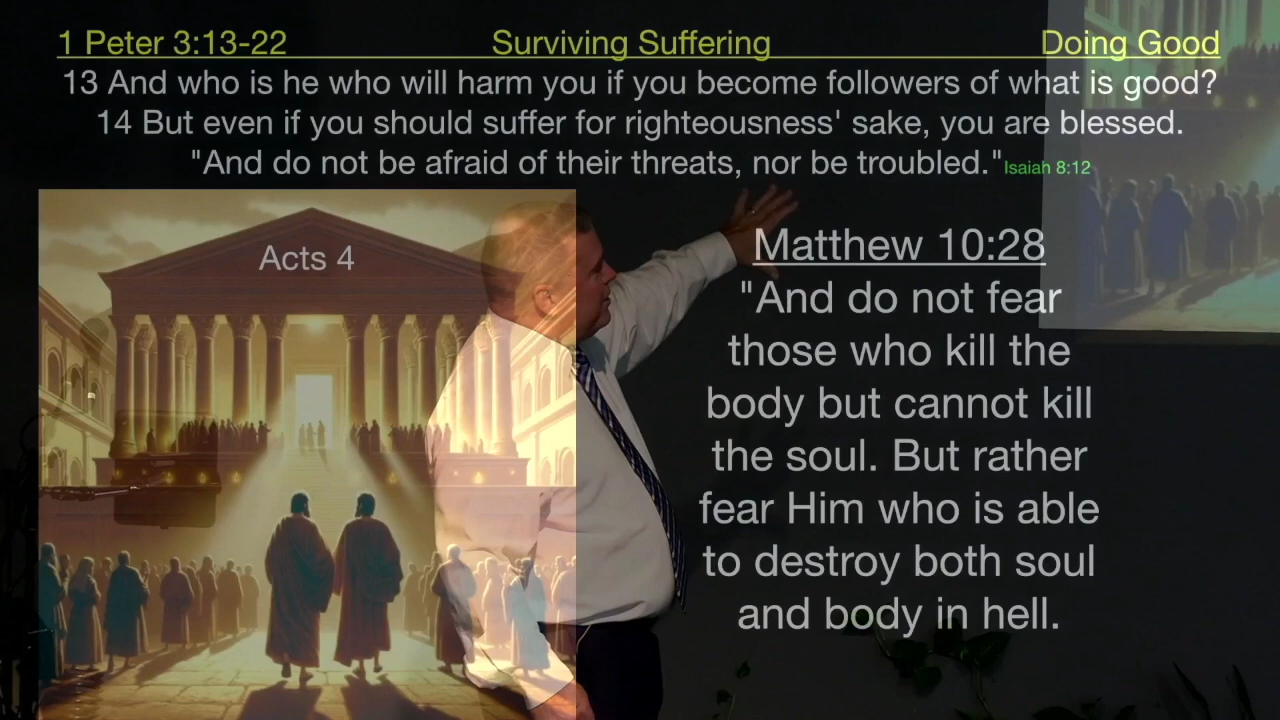 1 Peter 3:13-22 Surviving Suffering Doing Good
13 And who is he who will harm you if you become followers of what is good?
14 But even if you should suffer for righteousness' sake, you are blessed.
"And do not be afraid of their threats, nor be troubled." Isaiah 8:12
Acts 4
Matthew 10:28
"And do not fear
those who kill the
body but cannot kill
the soul. But rather
fear Him who is able
to destroy both soul
and body in hell.